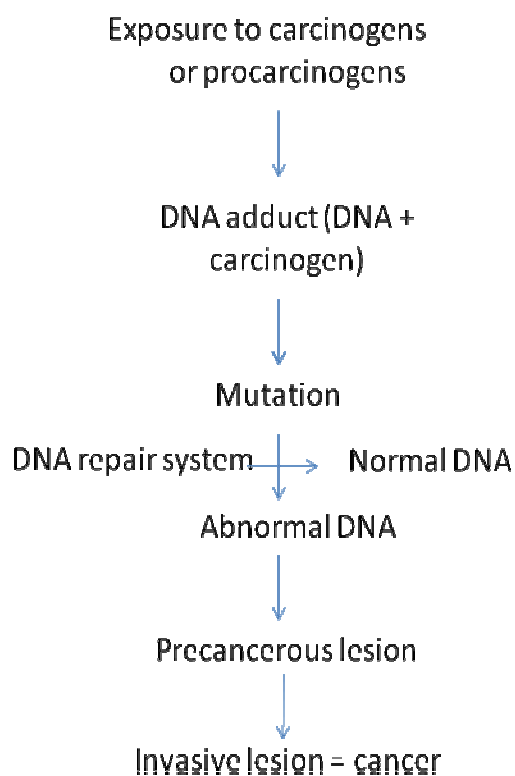 Exposure to carcinogens
or procarcinogens
DNA adduct (DNA +
carcinogen)
Mutation
DNA repair system Normal DNA
Abnormal DNA
Precancerous lesion
Invasive lesion = cancer